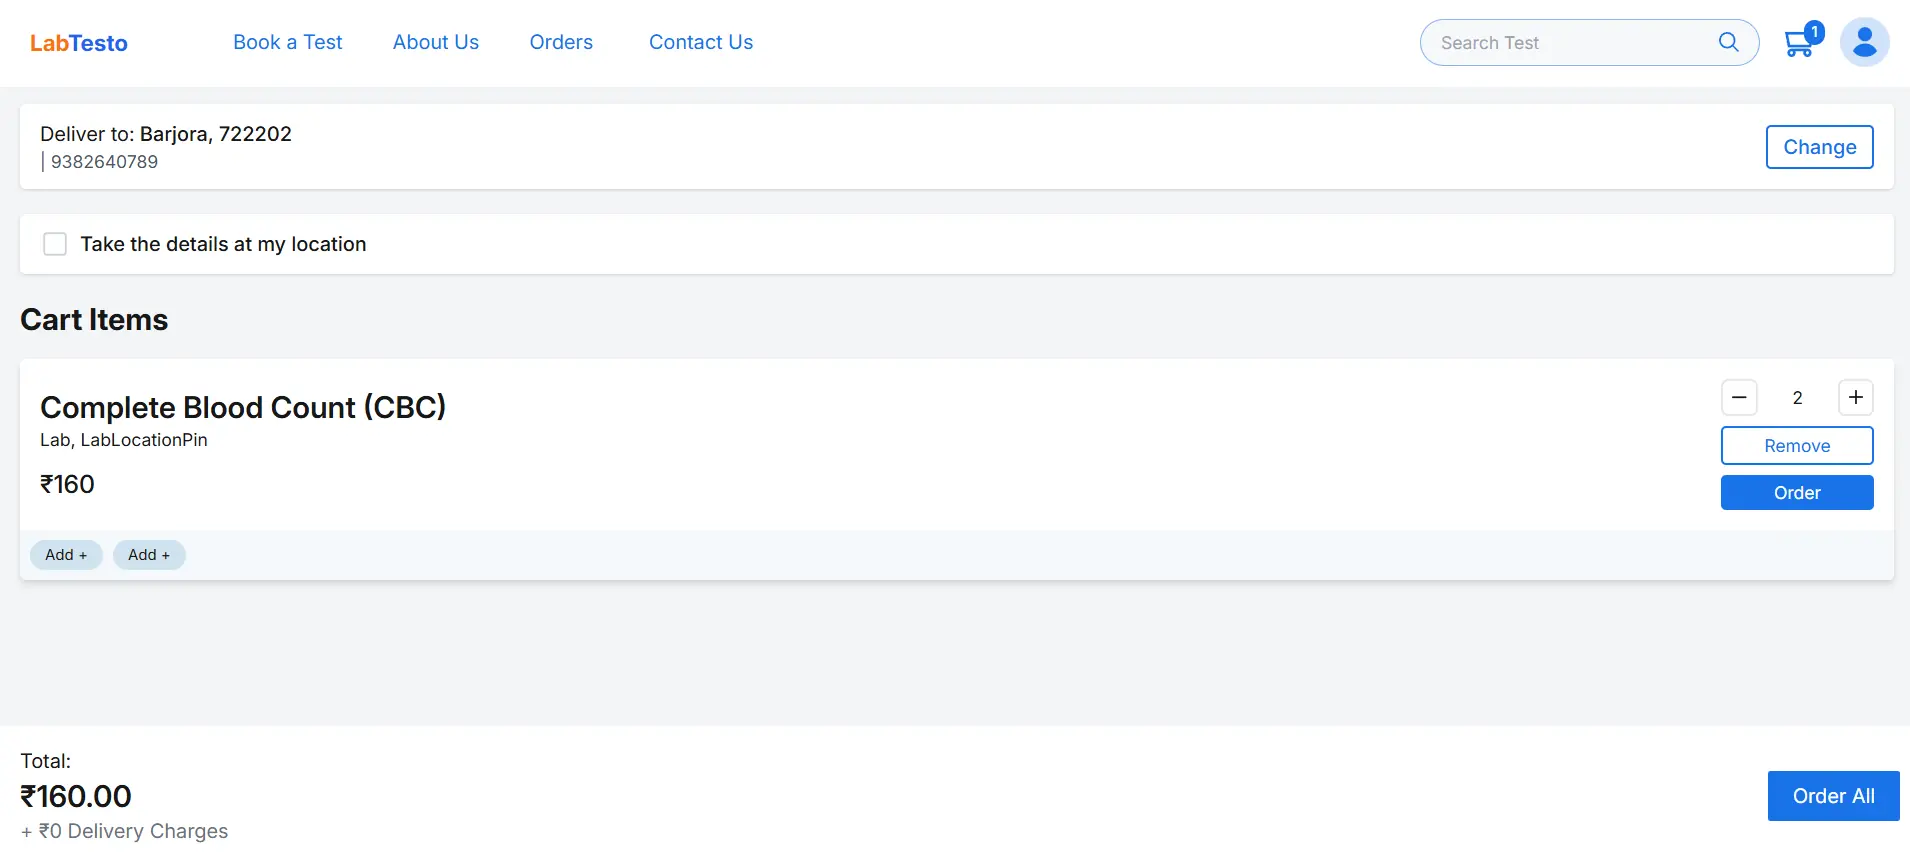 LabTesto Book a Test About Us Orders Contact Us Search Test 1
Deliver to: Barjora, 722202
| 9382640789
Change
Take the details at my location
Cart Items
Complete Blood Count (CBC)
Lab, LabLocationPin
₹160
− 2 +
Remove
Order
Add + Add +
Total:
₹160.00
+ ₹0 Delivery Charges
Order All